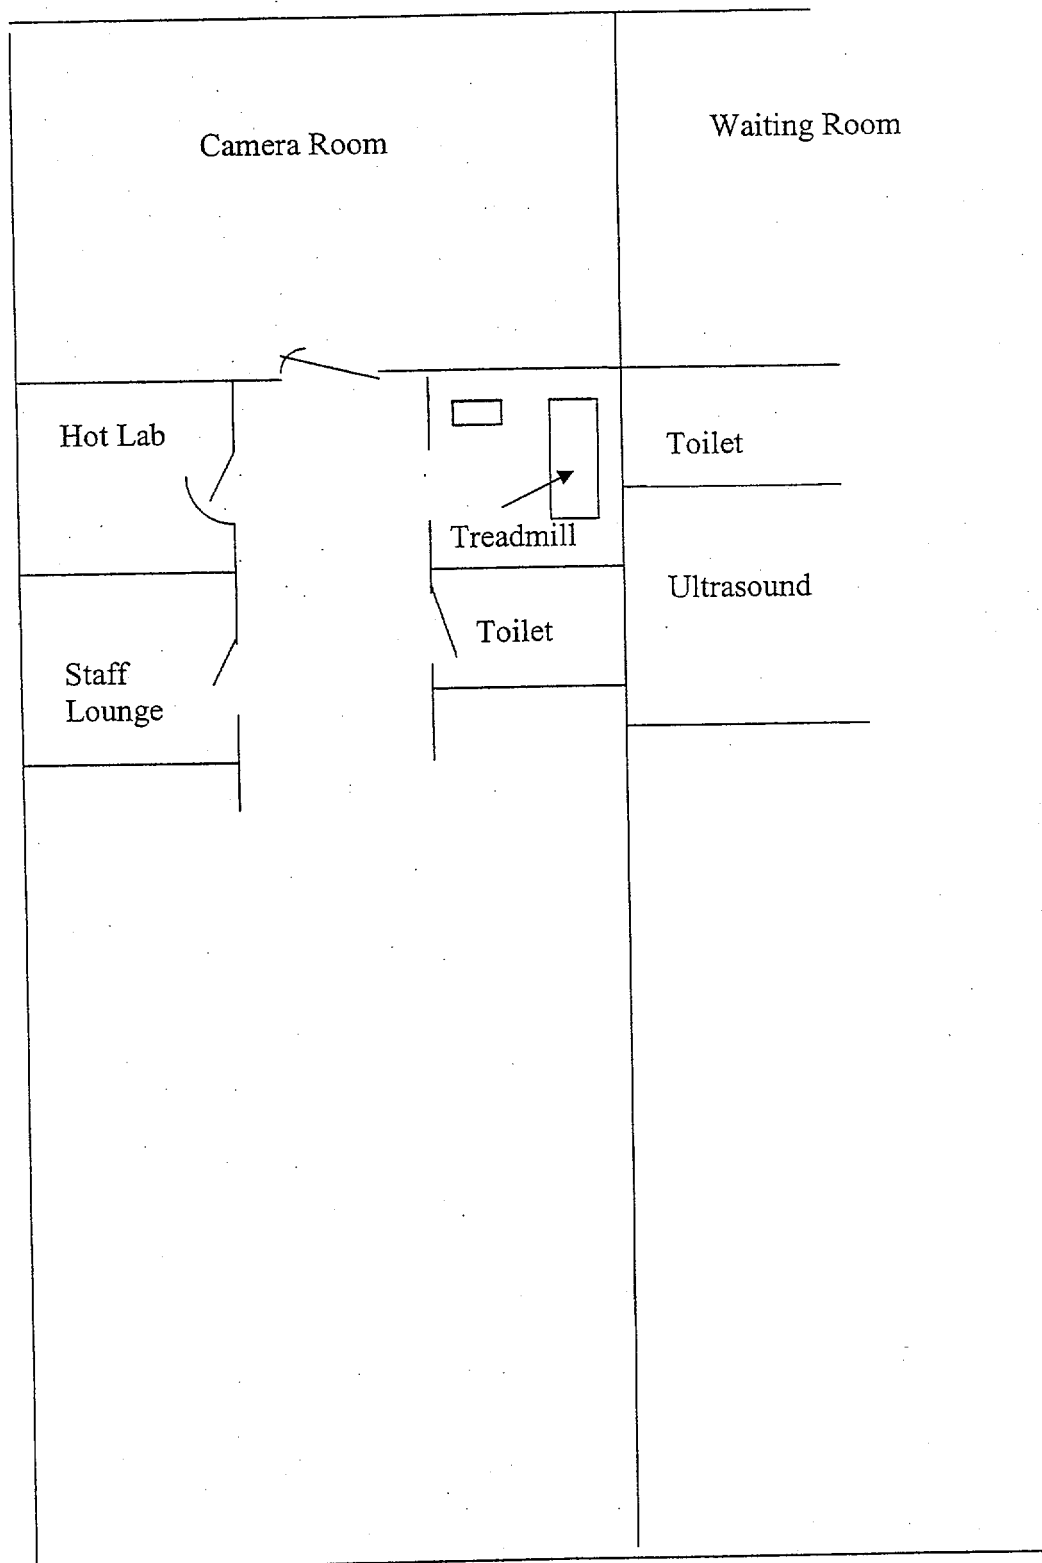 Camera Room
Waiting Room
Hot Lab
Toilet
Treadmill
Ultrasound
Toilet
Staff
Lounge